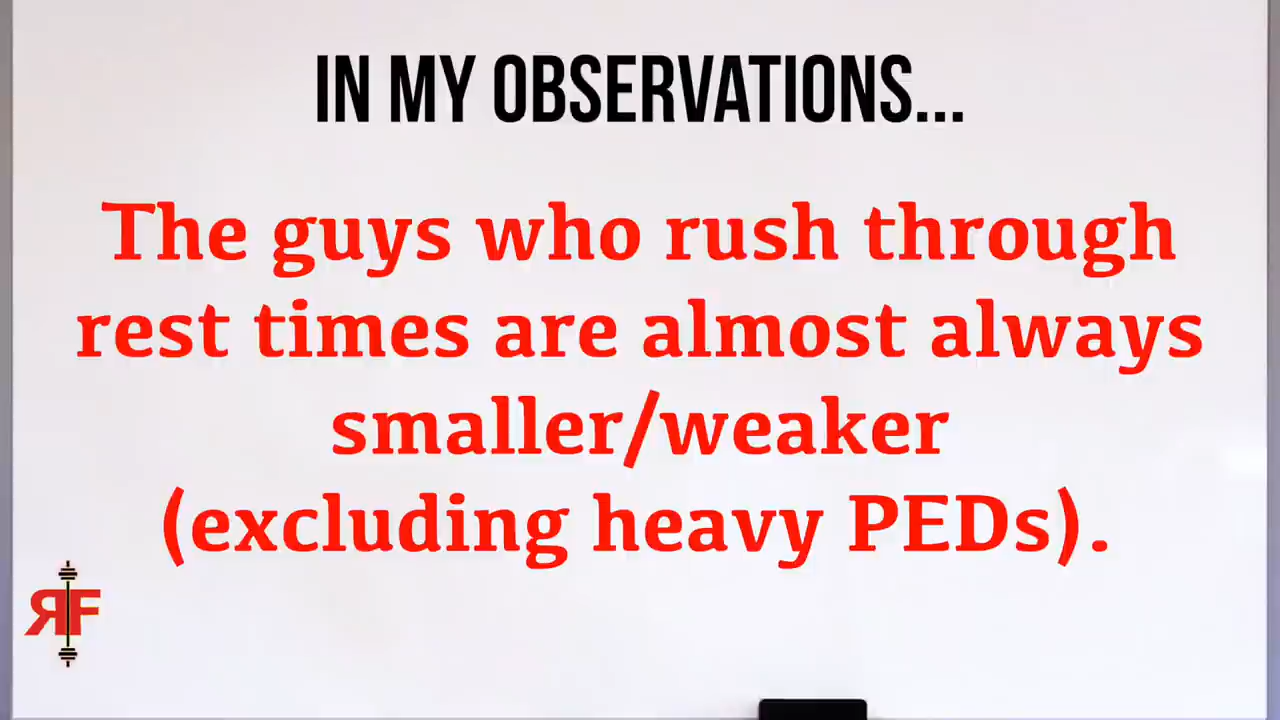 IN MY OBSERVATIONS...
The guys who rush through
rest times are almost always
smaller/weaker
(excluding heavy PEDs).
RF